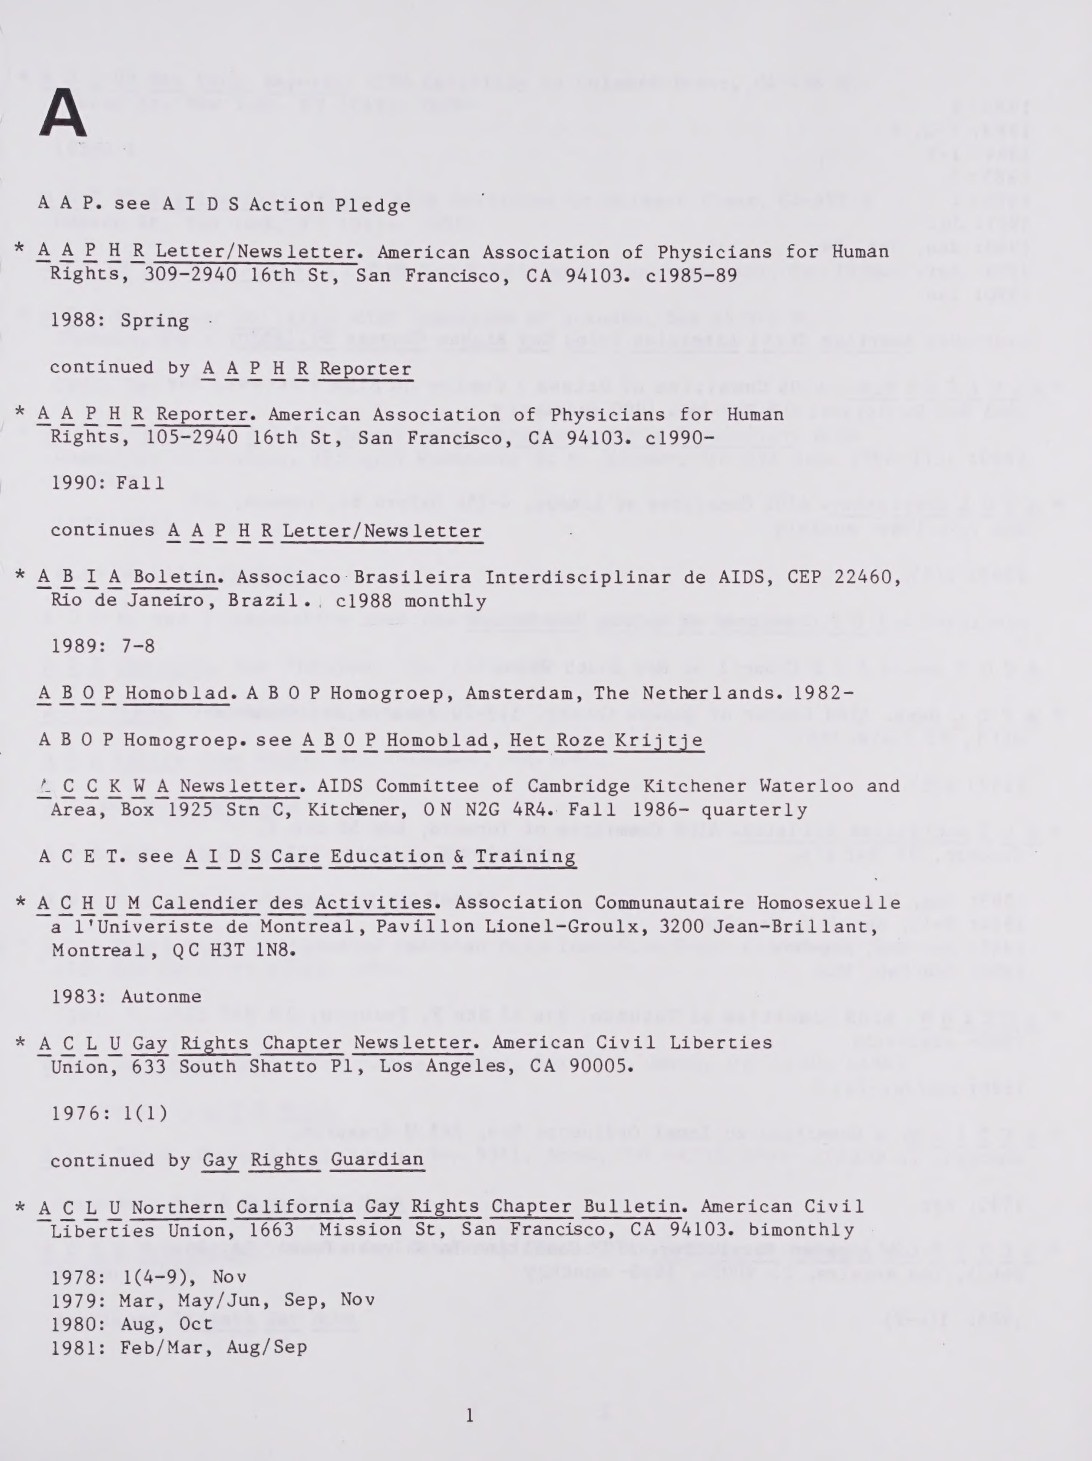 A
A A P. see A I D S Action Pledge
* A A P H R Letter/Newsletter. American Association of Physicians for Human
Rights, 309-2940 16th St, San Francisco, CA 94103. c1985-89
1988: Spring
continued by A A P H R Reporter
* A A P H R Reporter. American Association of Physicians for Human
Rights, 105-2940 16th St, San Francisco, CA 94103. c1990-
1990: Fall
continues A A P H R Letter/Newsletter
* A B I A Boletin. Associaco Brasileira Interdisciplinar de AIDS, CEP 22460,
Rio de Janeiro, Brazil. c1988 monthly
1989: 7-8
A B O P Homoblad. A B O P Homogroep, Amsterdam, The Netherlands. 1982-
A B O P Homogroep. see A B O P Homoblad, Het Roze Krijtje
A C C K W A Newsletter. AIDS Committee of Cambridge Kitchener Waterloo and
Area, Box 1925 Stn C, Kitchener, ON N2G 4R4. Fall 1986- quarterly
A C E T. see A I D S Care Education & Training
* A C H U M Calendier des Activities. Association Communautaire Homosexuelle
a l'Univeriste de Montreal, Pavillon Lionel-Groulx, 3200 Jean-Brillant,
Montreal, QC H3T 1N8.
1983: Autonme
* A C L U Gay Rights Chapter Newsletter. American Civil Liberties
Union, 633 South Shatto Pl, Los Angeles, CA 90005.
1976: 1(1)
continued by Gay Rights Guardian
* A C L U Northern California Gay Rights Chapter Bulletin. American Civil
Liberties Union, 1663 Mission St, San Francisco, CA 94103. bimonthly
1978: 1(4-9), Nov
1979: Mar, May/Jun, Sep, Nov
1980: Aug, Oct
1981: Feb/Mar, Aug/Sep
1